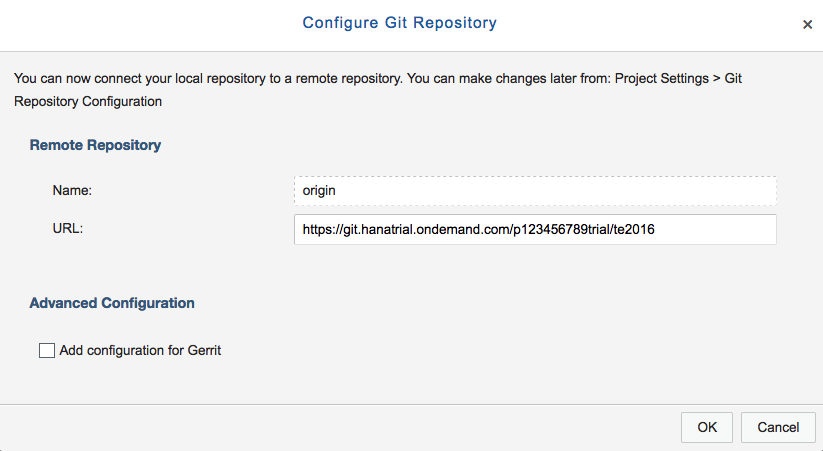 Configure Git Repository
×
You can now connect your local repository to a remote repository. You can make changes later from: Project Settings > Git
Repository Configuration
Remote Repository
Name:
origin
URL:
https://git.hanatrial.ondemand.com/p123456789trial/te2016
Advanced Configuration
Add configuration for Gerrit
OK
Cancel